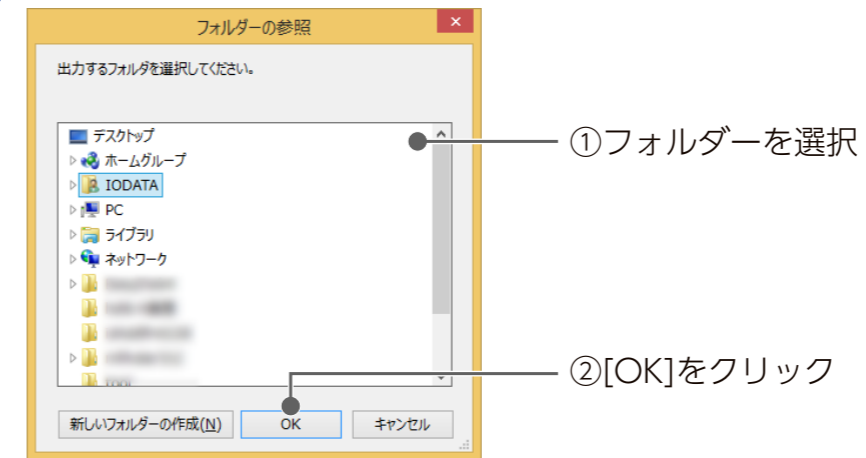 フォルダーの参照
出力するフォルダを選択してください。
デスクトップ
ホームグループ
①フォルダーを選択
IODATA
PC
ライブラリ
ネットワーク
②[OK]をクリック
新しいフォルダーの作成(N)
OK
キャンセル